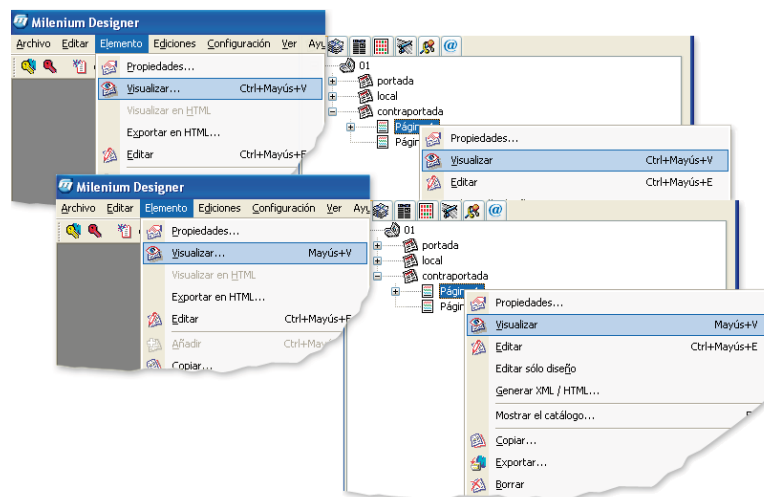 Milenium Designer
Archivo Editar Elemento Ediciones Configuración Ver
Propiedades...
Visualizar... Ctrl+Mayús+V
Visualizar en HTML
Exportar en HTML...
Editar
01
portada
local
contraportada
Propiedades...
Visualizar Ctrl+Mayús+V
Editar Ctrl+Mayús+E
Milenium Designer
Archivo Editar Elemento Ediciones Configuración Ver
Propiedades...
Visualizar... Mayús+V
Visualizar en HTML
Exportar en HTML...
Editar Ctrl+Mayús+E
Añadir
Copiar...
01
portada
local
contraportada
Propiedades...
Visualizar Mayús+V
Editar Ctrl+Mayús+E
Editar sólo diseño
Generar XML / HTML...
Mostrar el catálogo...
Copiar...
Exportar...
Borrar